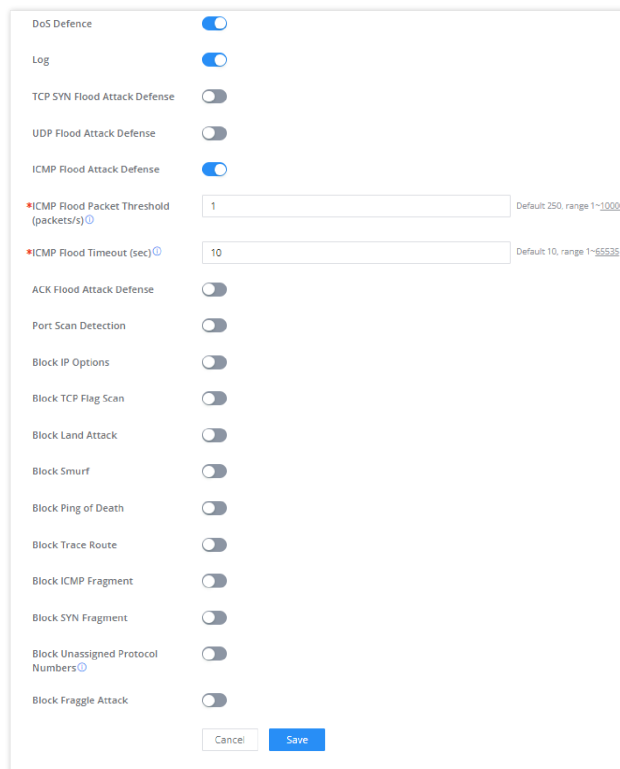 DoS Defence
Log
TCP SYN Flood Attack Defense
UDP Flood Attack Defense
ICMP Flood Attack Defense
*ICMP Flood Packet Threshold
(packets/s)
1
Default 250, range 1~1000
*ICMP Flood Timeout (sec)
10
Default 10, range 1~65535
ACK Flood Attack Defense
Port Scan Detection
Block IP Options
Block TCP Flag Scan
Block Land Attack
Block Smurf
Block Ping of Death
Block Trace Route
Block ICMP Fragment
Block SYN Fragment
Block Unassigned Protocol
Numbers
Block Fraggle Attack
Cancel
Save